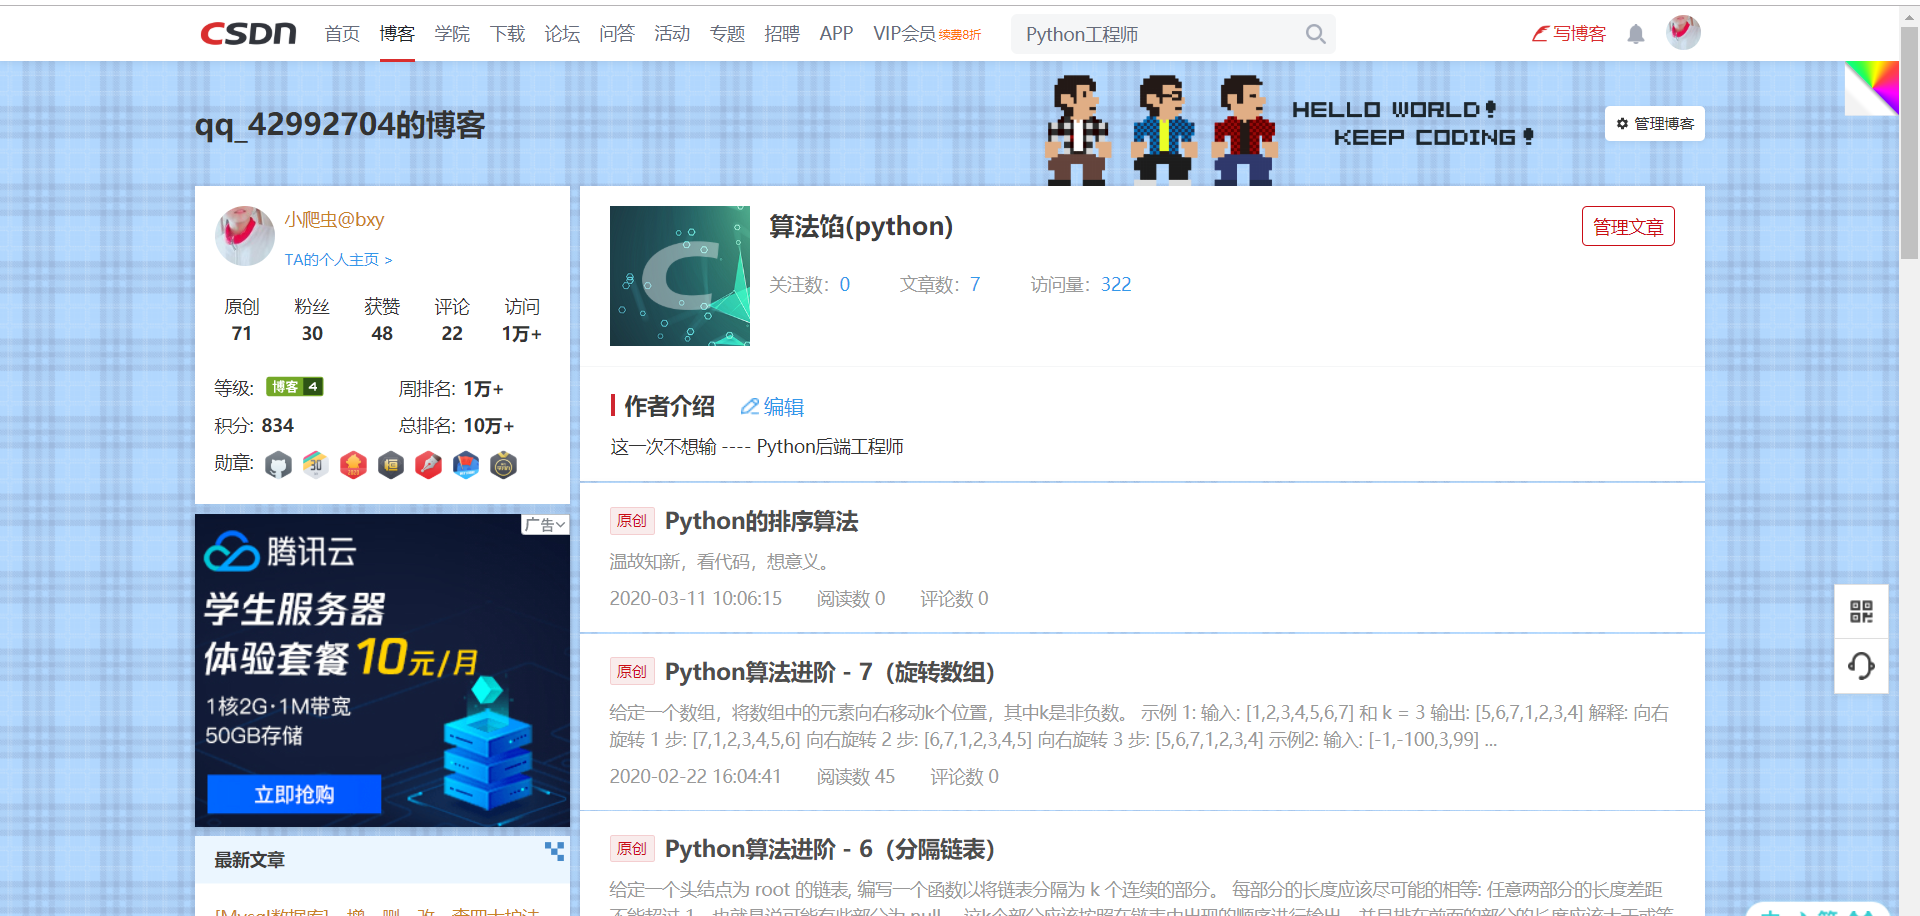 CSDN 首页 博客 学院 下载 论坛 问答 活动 专题 招聘 APP VIP会员 续费8折 Python工程师 写博客
qq_42992704的博客
HELLO WORLD!
KEEP CODING!
管理博客
小爬虫@bxy
TA的个人主页 >
原创 粉丝 获赞 评论 访问
71 30 48 22 1万+
等级: 博客 4 周排名: 1万+
积分: 834 总排名: 10万+
勋章:
30
恒
广告
腾讯云
学生服务器
体验套餐10元/月
1核2G·1M带宽
50GB存储
立即抢购
最新文章
C
算法馅(python)
管理文章
关注数: 0 文章数: 7 访问量: 322
作者介绍 编辑
这一次不想输 ---- Python后端工程师
原创 Python的排序算法
温故知新，看代码，想意义。
2020-03-11 10:06:15 阅读数 0 评论数 0
原创 Python算法进阶 - 7（旋转数组）
给定一个数组，将数组中的元素向右移动k个位置，其中k是非负数。 示例 1: 输入: [1,2,3,4,5,6,7] 和 k = 3 输出: [5,6,7,1,2,3,4] 解释: 向右
旋转 1 步: [7,1,2,3,4,5,6] 向右旋转 2 步: [6,7,1,2,3,4,5] 向右旋转 3 步: [5,6,7,1,2,3,4] 示例2: 输入: [-1,-100,3,99] ...
2020-02-22 16:04:41 阅读数 45 评论数 0
原创 Python算法进阶 - 6（分隔链表）
给定一个头结点为 root 的链表, 编写一个函数以将链表分隔为 k 个连续的部分。 每部分的长度应该尽可能的相等: 任意两部分的长度差距